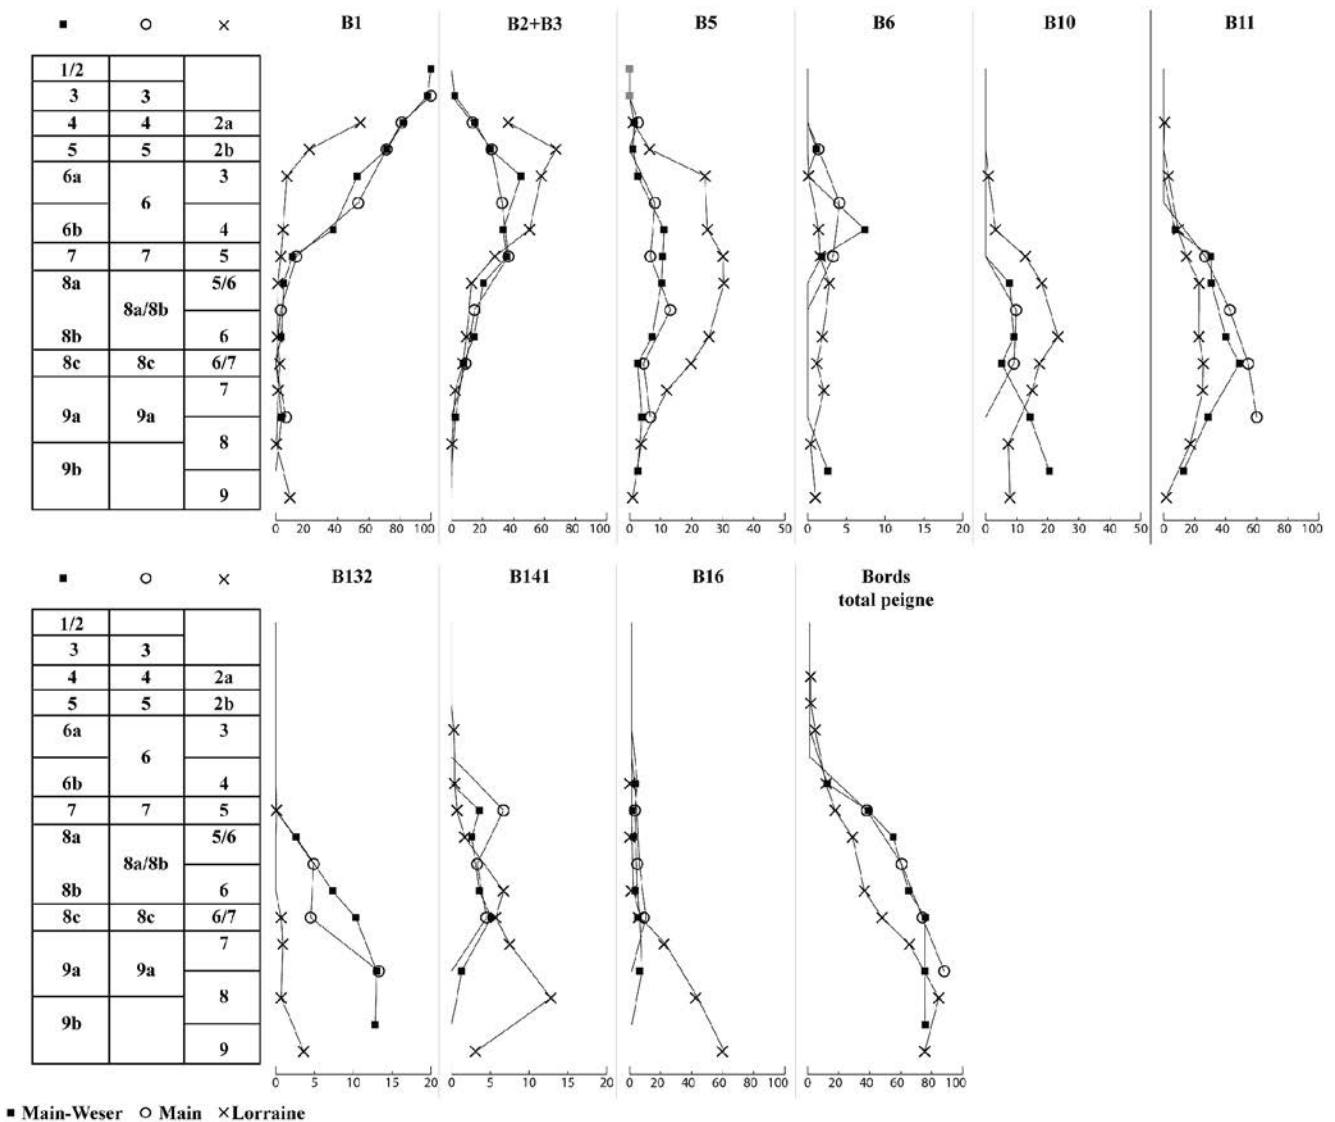 B1 B2+B3 B5 B6 B10 B11
1/2
3 3
4 4 2a
5 5 2b
6a 3
6
6b 4
7 7 5
8a 5/6
8a/8b
8b 6
8c 8c 6/7
7
9a 9a
8
9b
9
0 20 40 60 80 100 0 20 40 60 80 100 0 10 20 30 40 50 0 5 10 15 20 0 10 20 30 40 50 0 20 40 60 80 100
B132 B141 B16 Bords
total peigne
1/2
3 3
4 4 2a
5 5 2b
6a 3
6
6b 4
7 7 5
8a 5/6
8a/8b
8b 6
8c 8c 6/7
7
9a 9a
8
9b
9
0 5 10 15 20 0 5 10 15 20 0 20 40 60 80 100 0 20 40 60 80 100
Main-Weser Main Lorraine